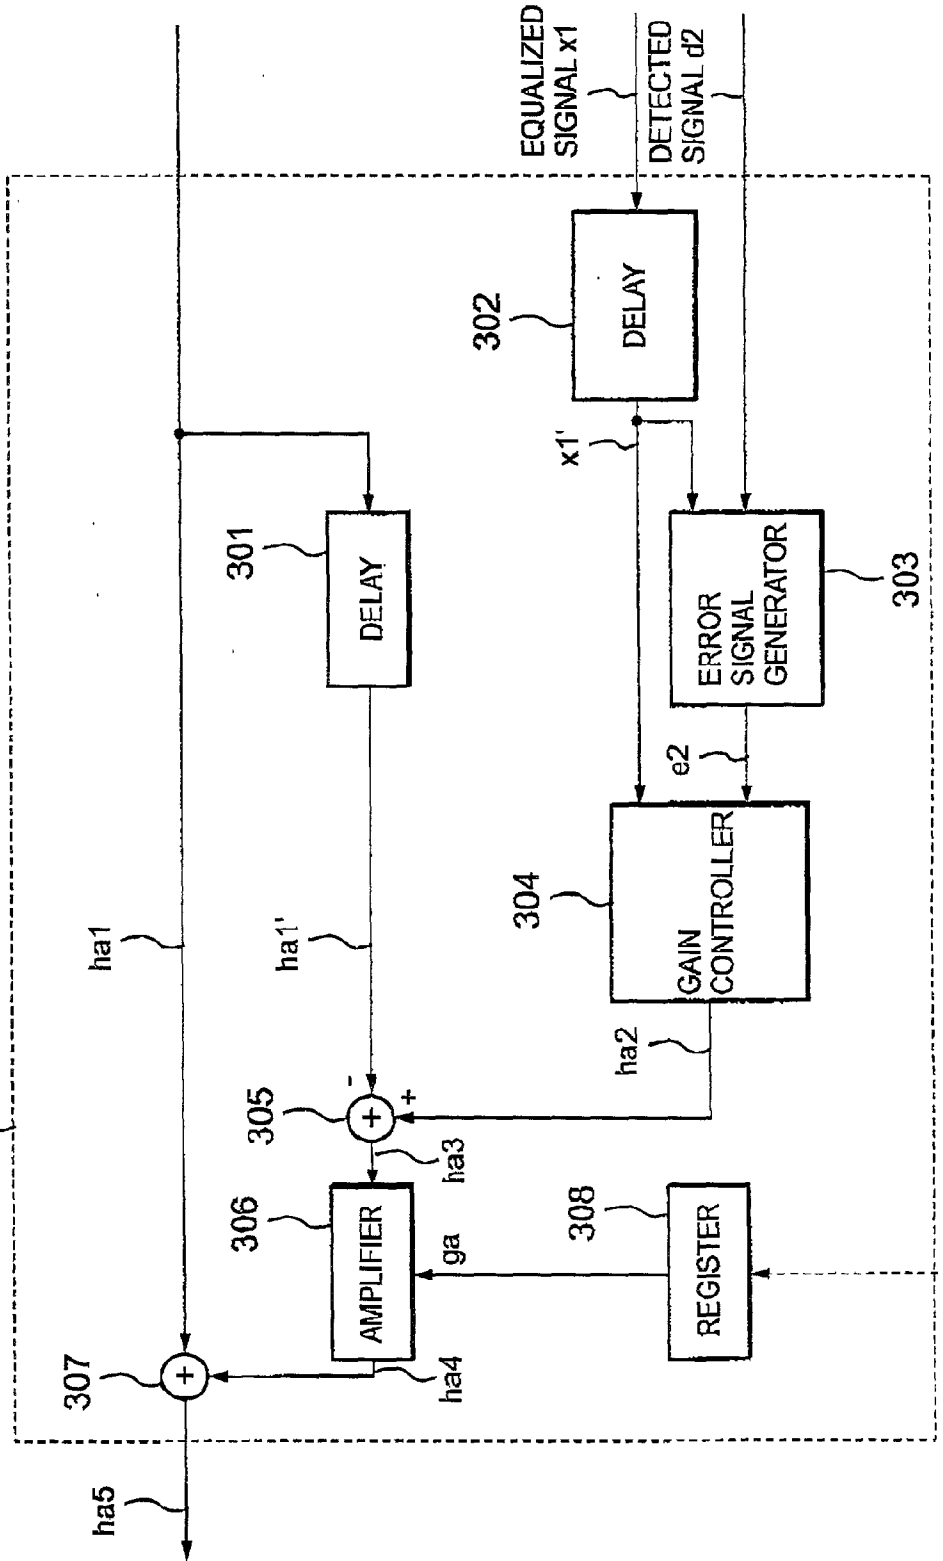 EQUALIZED
SIGNAL x1
DETECTED
SIGNAL d2
302
DELAY
x1'
301
DELAY
303
ERROR
SIGNAL
GENERATOR
e2
304
GAIN
CONTROLLER
ha1
ha1'
ha2
305
-
+
+
ha3
306
AMPLIFIER
ga
308
REGISTER
307
+
ha4
ha5